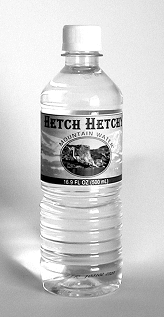 HETCH HETCHY
MOUNTAIN WATER
16.9 FL OZ (500 mL)